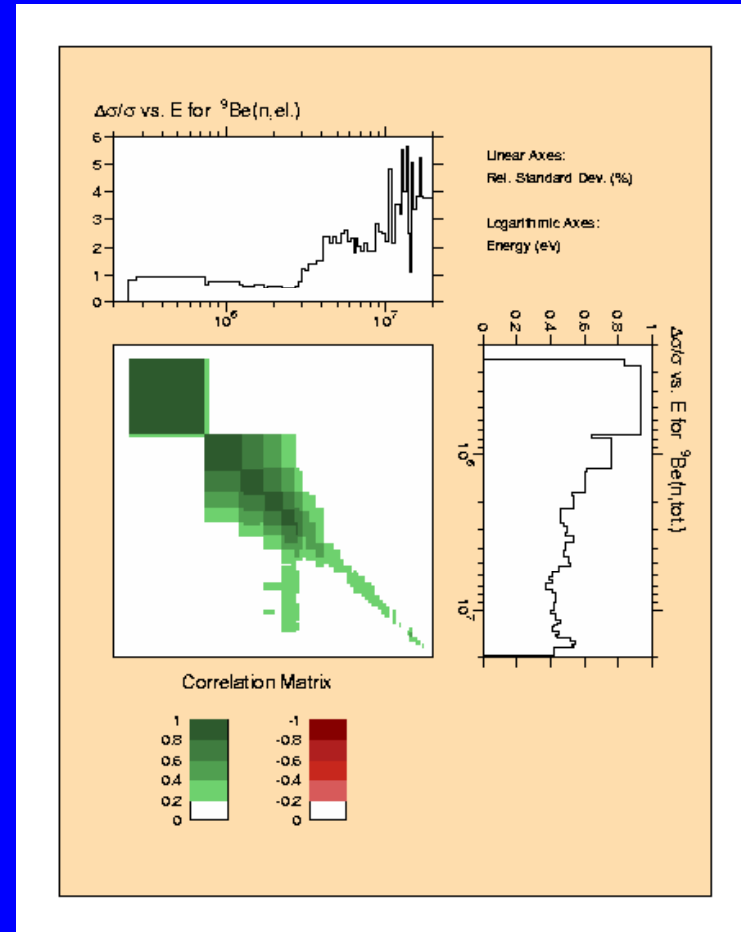 Δσ/σ vs. E for ⁹Be(n,el.)
6
5
4
3
2
1
0
10⁶ 10⁷
Linear Axes:
Rel. Standard Dev. (%)
Logarithmic Axes:
Energy (eV)
0 0.2 0.4 0.6 0.8 1
10⁶
10⁷
Δσ/σ vs. E for ⁹Be(n,tot.)
Correlation Matrix
1 -1
0.8 -0.8
0.6 -0.6
0.4 -0.4
0.2 -0.2
0 0